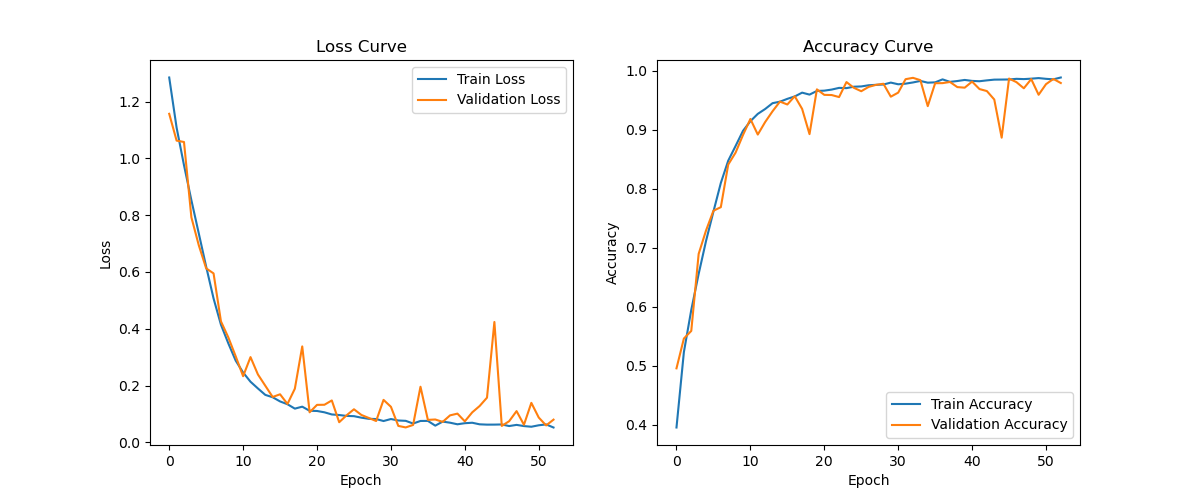 Loss Curve
Train Loss
Validation Loss
Loss
1.2
1.0
0.8
0.6
0.4
0.2
0.0
0 10 20 30 40 50
Epoch
Accuracy Curve
Accuracy
1.0
0.9
0.8
0.7
0.6
0.5
0.4
Train Accuracy
Validation Accuracy
0 10 20 30 40 50
Epoch